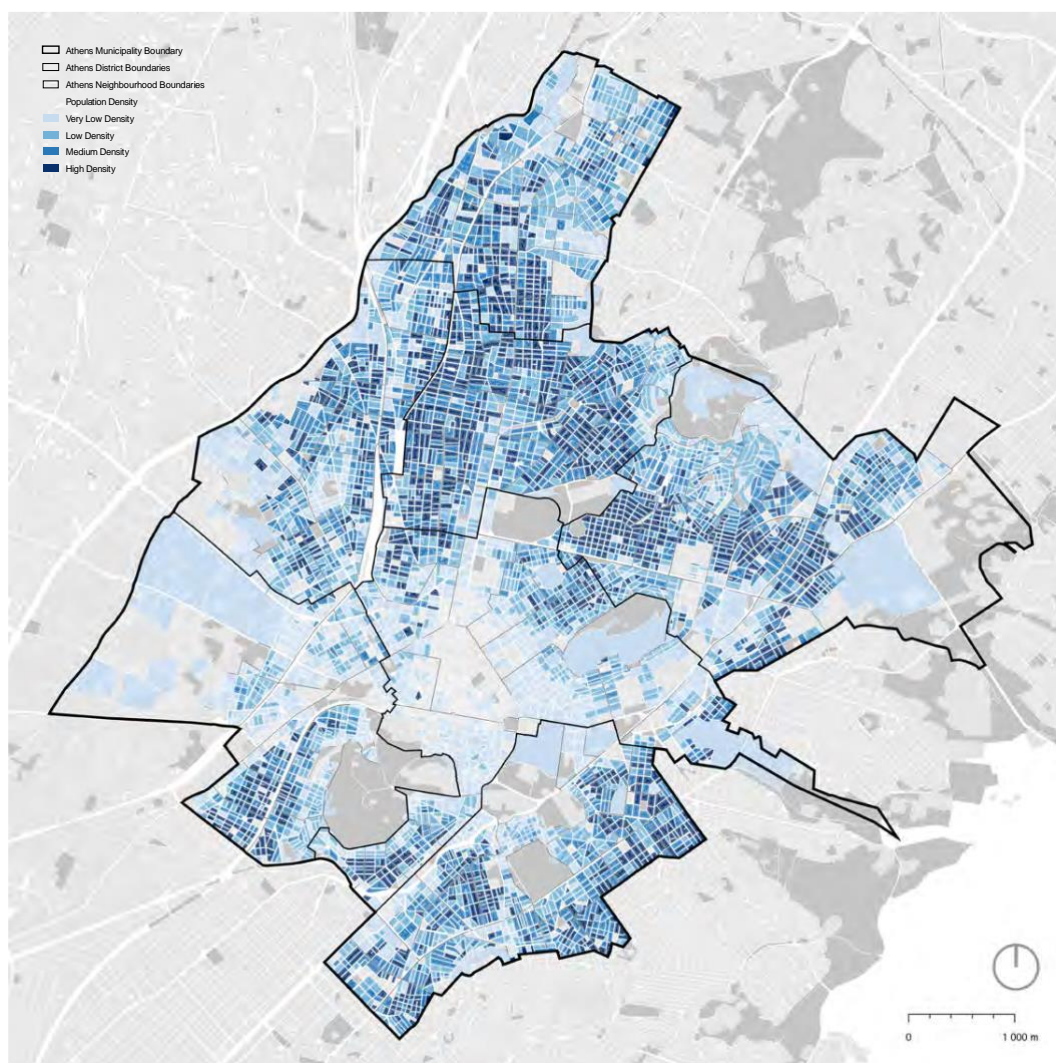 Athens Municipality Boundary
Athens District Boundaries
Athens Neighbourhood Boundaries
Population Density
Very Low Density
Low Density
Medium Density
High Density
0 1 000 m